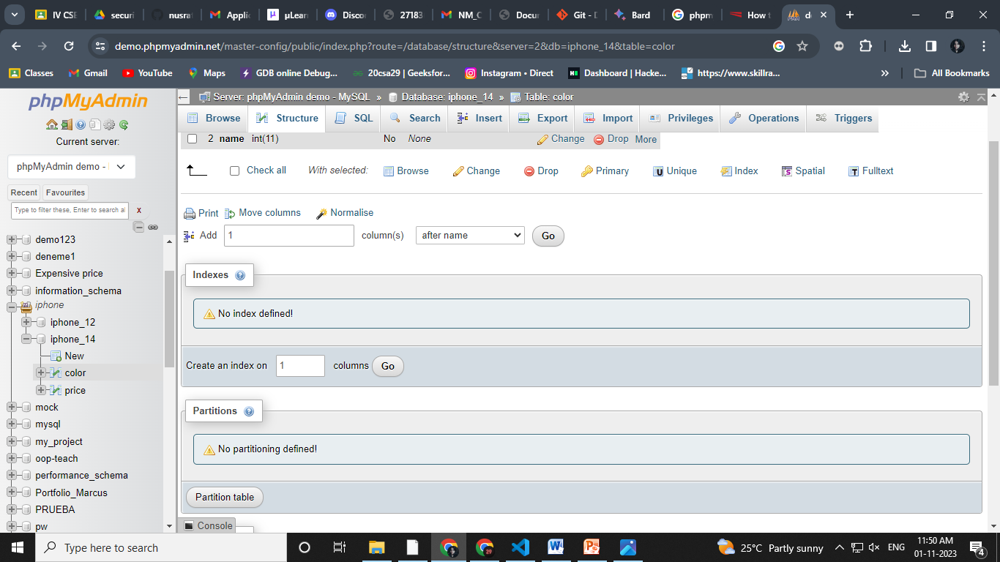 IV CSE
securi
nusrat
Applic
µLearn
Disco
27183
NM_C
Docur
Git - D
Bard
phpm
How t
de
demo.phpmyadmin.net/master-config/public/index.php?route=/database/structure&server=2&db=iphone_14&table=color
Classes
Gmail
YouTube
Maps
GDB online Debug...
20csa29 | Geeksfor...
Instagram • Direct
Dashboard | Hacke...
https://www.skillra...
»
All Bookmarks
phpMyAdmin
Current server:
phpMyAdmin demo -
Recent
Favourites
Type to filter these, Enter to search al
X
demo123
deneme1
Expensive price
information_schema
iphone
iphone_12
iphone_14
New
color
price
mock
mysql
my_project
oop-teach
performance_schema
Portfolio_Marcus
PRUEBA
pw
Server: phpMyAdmin demo - MySQL » Database: iphone_14 » Table: color
Browse Structure SQL Search Insert Export Import Privileges Operations Triggers
2 name int(11) No None Change Drop More
Check all With selected: Browse Change Drop Primary Unique Index Spatial Fulltext
Print Move columns Normalise
Add 1 column(s) after name Go
Indexes
No index defined!
Create an index on 1 columns Go
Partitions
No partitioning defined!
Partition table
Console
Type here to search
29
25°C Partly sunny
ENG
11:50 AM
01-11-2023
4